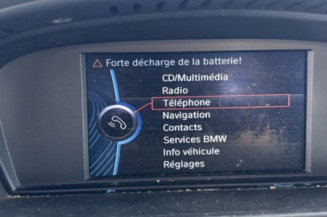 Forte décharge de la batterie!
CD/Multimédia
Radio
Téléphone
Navigation
Contacts
Services BMW
Info véhicule
Réglages